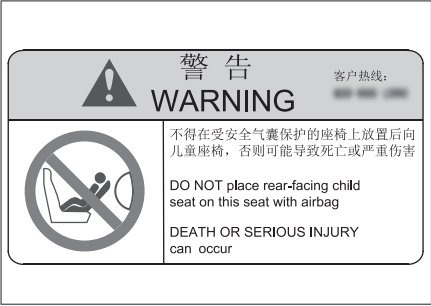 警告
客户热线:
WARNING
不得在受安全气囊保护的座椅上放置后向
儿童座椅，否则可能导致死亡或严重伤害
DO NOT place rear-facing child
seat on this seat with airbag
DEATH OR SERIOUS INJURY
can occur